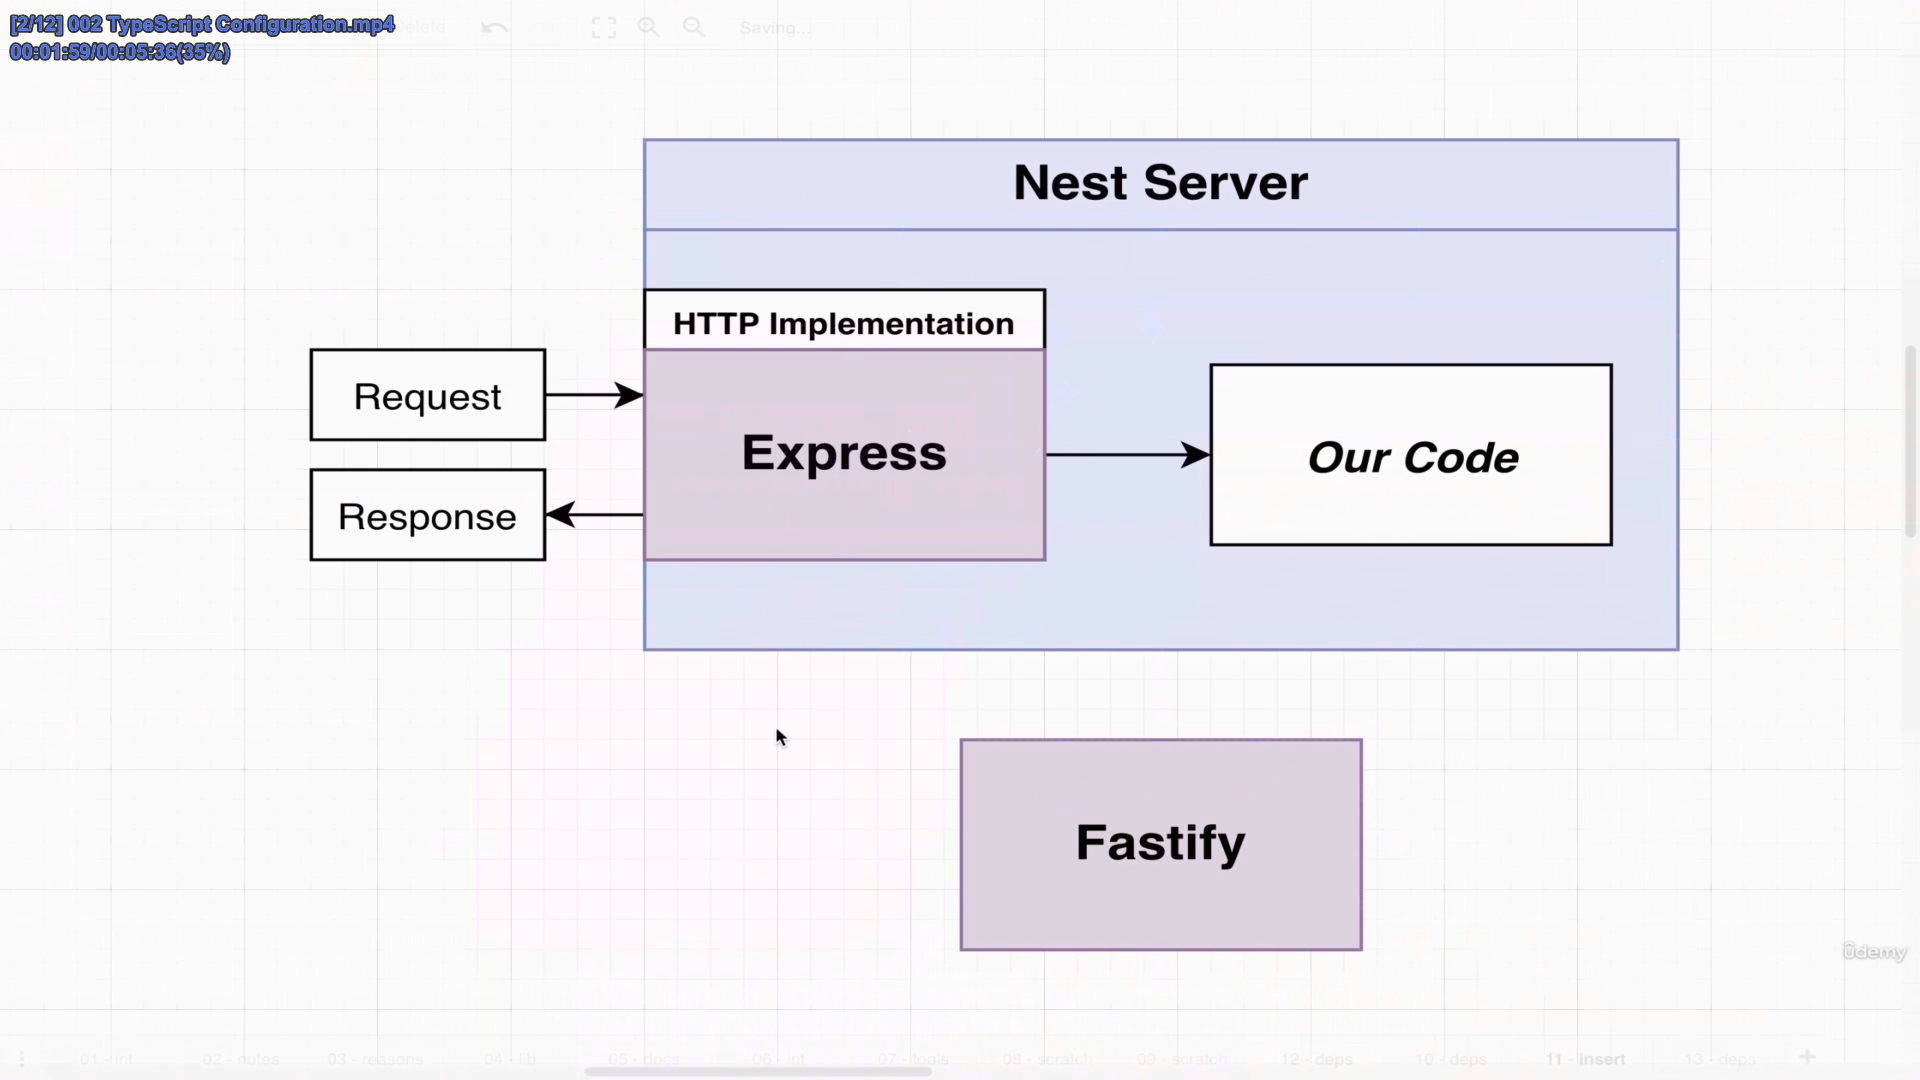 [2/12] 002 TypeScript Configuration.mp4
Saving...
00:01:59/00:05:36(35%)
Nest Server
HTTP Implementation
Request
Express
Our Code
Response
Fastify
ûdemy
01 - int 02 - notes 03 - reasons 04 - lib 05 - docs 06 - int 07 - tools 08 - scratch 09 - scratch 12 - deps 10 - deps 11 - insert 13 - deps